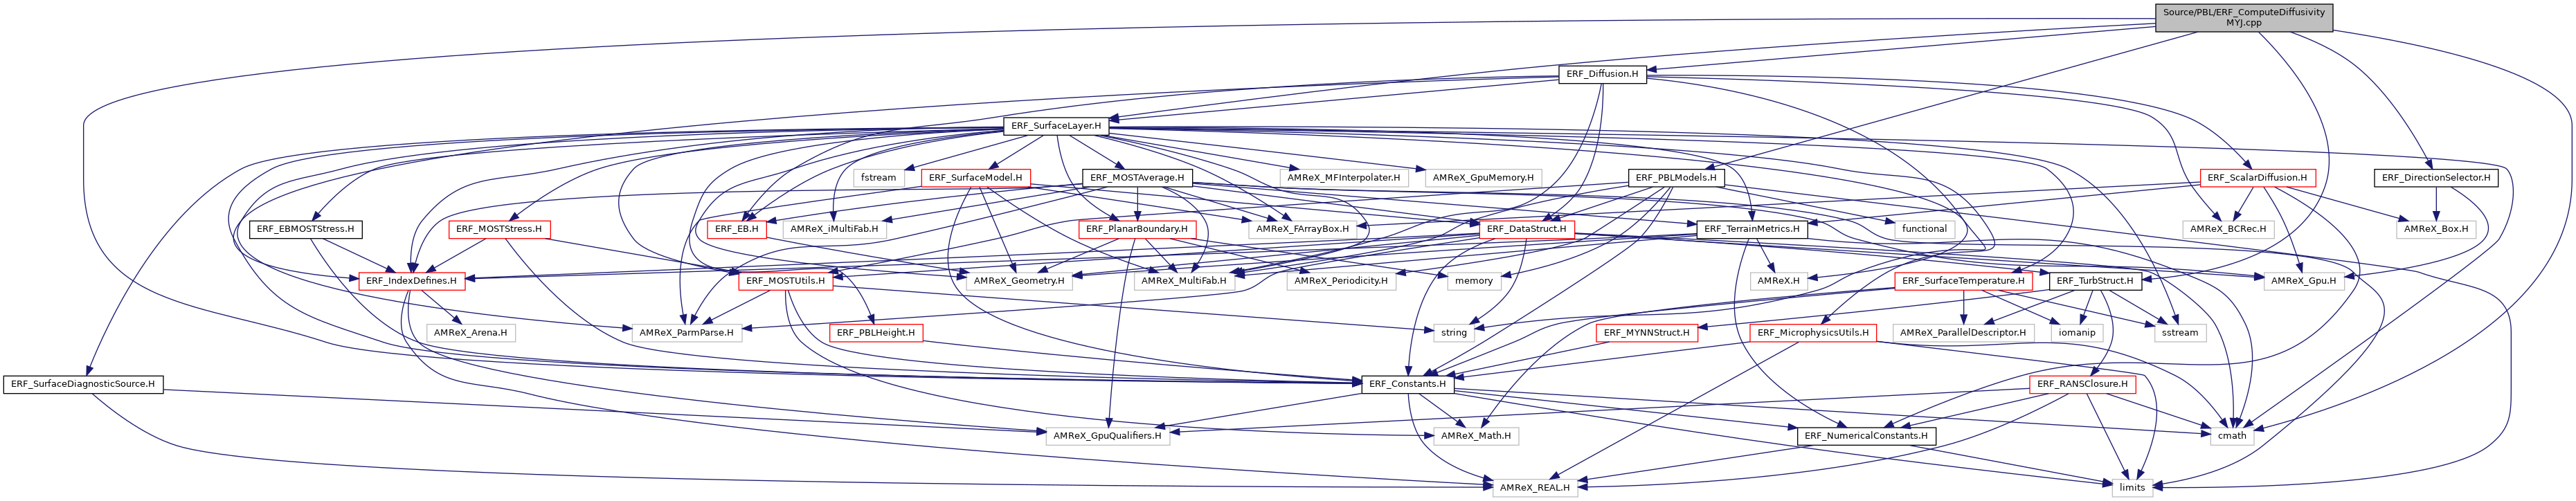 Source/PBL/ERF_ComputeDiffusivity
MYJ.cpp
ERF_Diffusion.H
ERF_SurfaceLayer.H
fstream
ERF_SurfaceModel.H
ERF_MOSTAverage.H
AMReX_MFInterpolater.H
AMReX_GpuMemory.H
ERF_PBLModels.H
ERF_ScalarDiffusion.H
ERF_DirectionSelector.H
ERF_EBMOSTStress.H
ERF_MOSTStress.H
ERF_EB.H
AMReX_iMultiFab.H
ERF_PlanarBoundary.H
AMReX_FArrayBox.H
ERF_DataStruct.H
ERF_TerrainMetrics.H
functional
AMReX_BCRec.H
AMReX_Box.H
ERF_IndexDefines.H
ERF_MOSTUtils.H
AMReX_Geometry.H
AMReX_MultiFab.H
AMReX_Periodicity.H
memory
AMReX.H
ERF_SurfaceTemperature.H
ERF_TurbStruct.H
AMReX_Gpu.H
AMReX_Arena.H
AMReX_ParmParse.H
ERF_PBLHeight.H
string
ERF_MYNNStruct.H
ERF_MicrophysicsUtils.H
AMReX_ParallelDescriptor.H
iomanip
sstream
ERF_SurfaceDiagnosticSource.H
ERF_Constants.H
ERF_RANSClosure.H
AMReX_GpuQualifiers.H
AMReX_Math.H
ERF_NumericalConstants.H
cmath
AMReX_REAL.H
limits